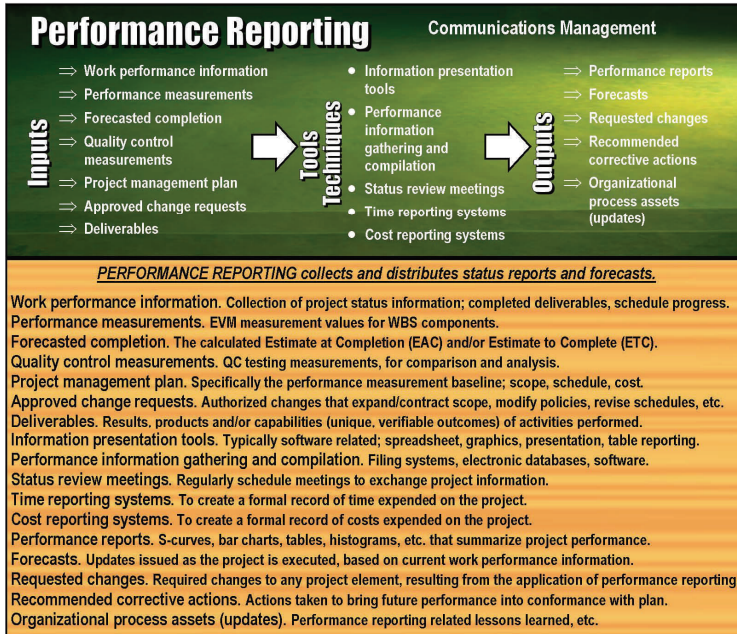 Performance Reporting
Communications Management
Inputs
⇒ Work performance information
⇒ Performance measurements
⇒ Forecasted completion
⇒ Quality control
measurements
⇒ Project management plan
⇒ Approved change requests
⇒ Deliverables
Tools
Techniques
• Information presentation
tools
• Performance
information
gathering and
compilation
• Status review meetings
• Time reporting systems
• Cost reporting systems
Outputs
⇒ Performance reports
⇒ Forecasts
⇒ Requested changes
⇒ Recommended
corrective actions
⇒ Organizational
process assets
(updates)
PERFORMANCE REPORTING collects and distributes status reports and forecasts.
Work performance information. Collection of project status information; completed deliverables, schedule progress.
Performance measurements. EVM measurement values for WBS components.
Forecasted completion. The calculated Estimate at Completion (EAC) and/or Estimate to Complete (ETC).
Quality control measurements. QC testing measurements, for comparison and analysis.
Project management plan. Specifically the performance measurement baseline; scope, schedule, cost.
Approved change requests. Authorized changes that expand/contract scope, modify policies, revise schedules, etc.
Deliverables. Results, products and/or capabilities (unique, verifiable outcomes) of activities performed.
Information presentation tools. Typically software related; spreadsheet, graphics, presentation, table reporting.
Performance information gathering and compilation. Filing systems, electronic databases, software.
Status review meetings. Regularly schedule meetings to exchange project information.
Time reporting systems. To create a formal record of time expended on the project.
Cost reporting systems. To create a formal record of costs expended on the project.
Performance reports. S-curves, bar charts, tables, histograms, etc. that summarize project performance.
Forecasts. Updates issued as the project is executed, based on current work performance information.
Requested changes. Required changes to any project element, resulting from the application of performance reporting
Recommended corrective actions. Actions taken to bring future performance into conformance with plan.
Organizational process assets (updates). Performance reporting related lessons learned, etc.